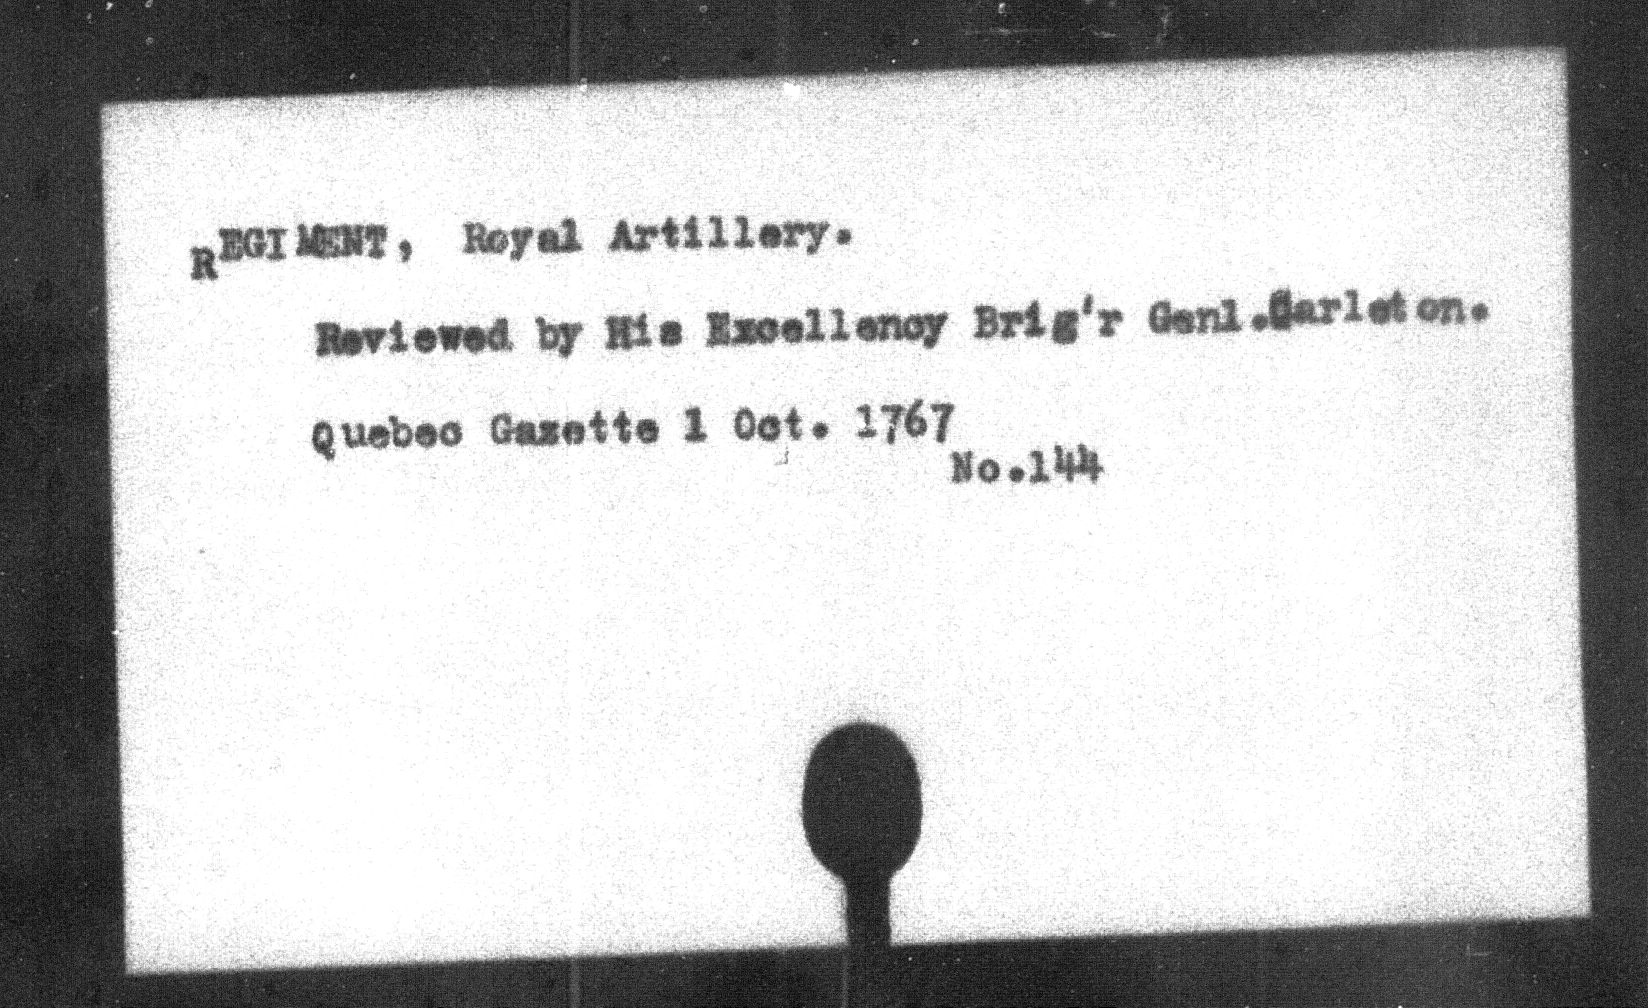 REGIMENT, Royal Artillery.
Reviewed by His Excellency Brig'r Genl.Carleton.
Quebec Gazette 1 Oct. 1767
No.144